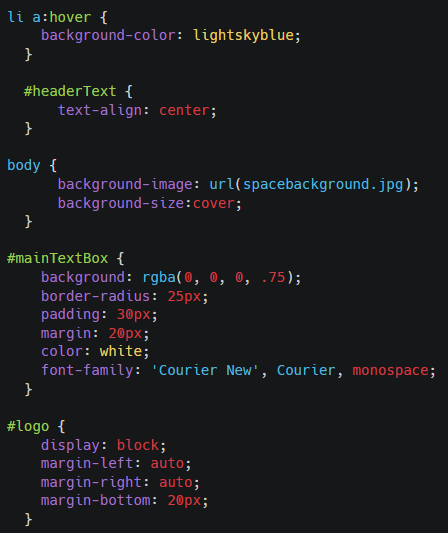 li a:hover {
    background-color: lightskyblue;
  }

  #headerText {
      text-align: center;
  }

body {
      background-image: url(spacebackground.jpg);
      background-size:cover;
  }

#mainTextBox {
    background: rgba(0, 0, 0, .75);
    border-radius: 25px;
    padding: 30px;
    margin: 20px;
    color: white;
    font-family: 'Courier New', Courier, monospace;
  }

#logo {
    display: block;
    margin-left: auto;
    margin-right: auto;
    margin-bottom: 20px;
  }